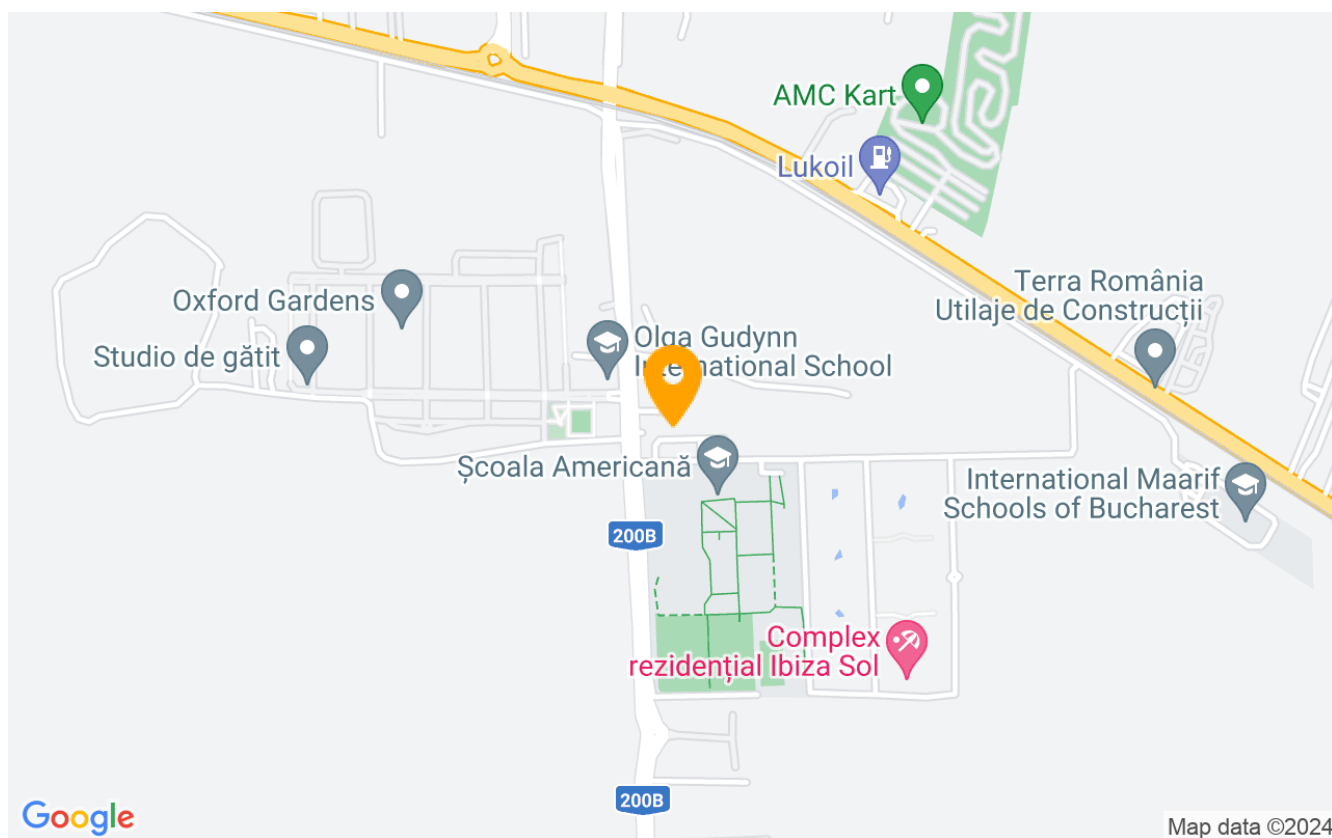 AMC Kart
Lukoil
Terra România
Utilaje de Construcții
Oxford Gardens
Olga Gudynn
International School
Studio de gătit
Școala Americană
International Maarif
Schools of Bucharest
200B
Complex
rezidențial Ibiza Sol
200B
Google
Map data ©2024